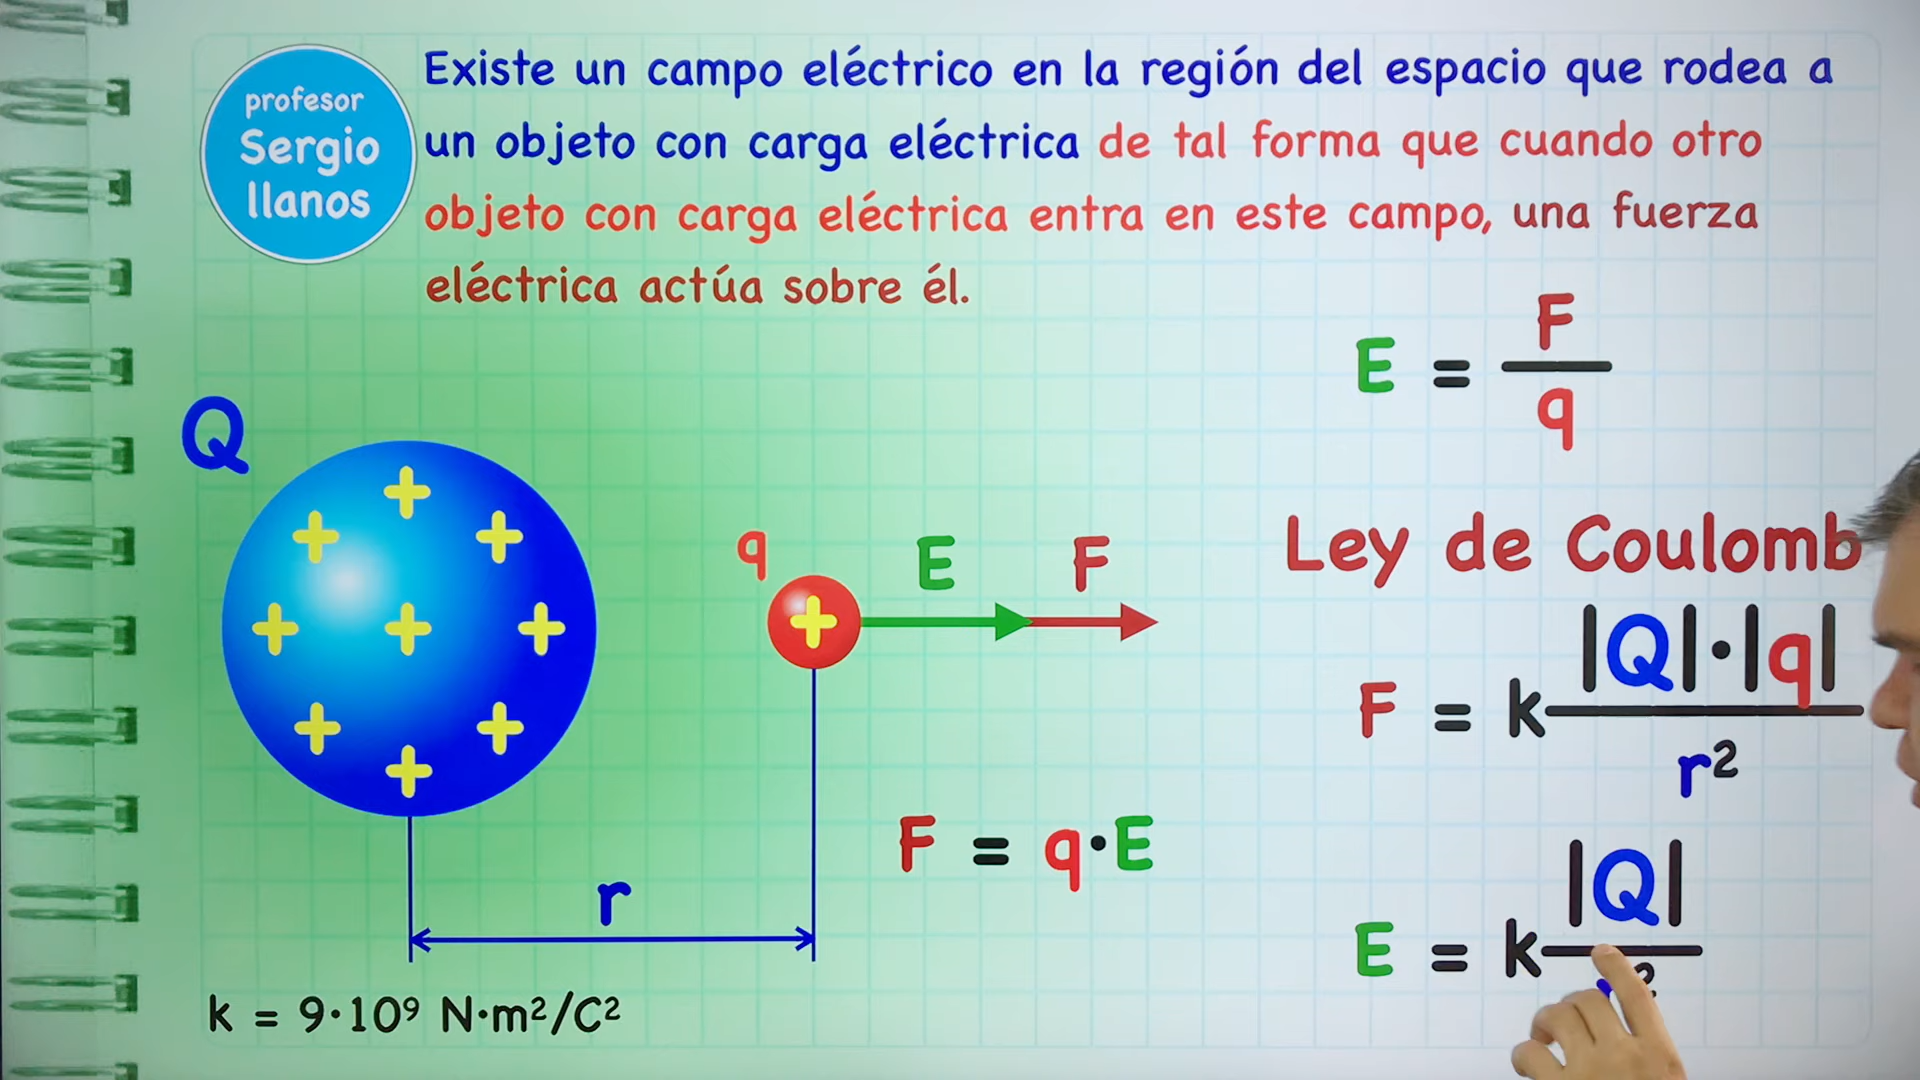 profesor
Sergio
llanos
Existe un campo eléctrico en la región del espacio que rodea a
un objeto con carga eléctrica de tal forma que cuando otro
objeto con carga eléctrica entra en este campo, una fuerza
eléctrica actúa sobre él.
E = F / q
Q
q
E
F
Ley de Coulomb
F = k |Q|·|q| / r²
F = q·E
r
E = k |Q| / r²
k = 9·10⁹ N·m²/C²